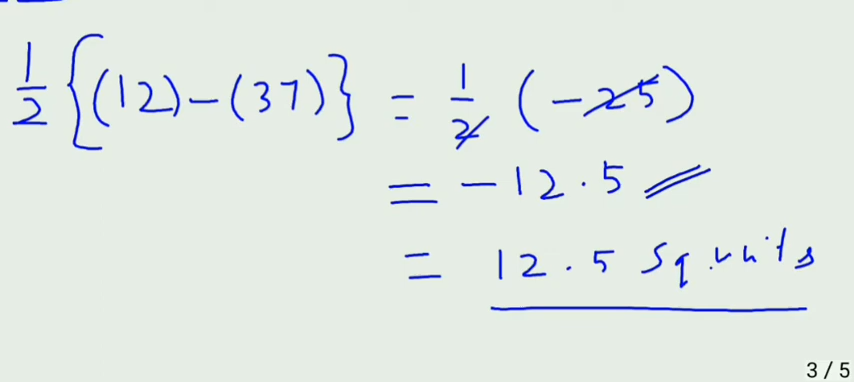 1/2 {(12)-(37)} = 1/2 (-25)
= -12.5
= 12.5 sq.units
3 / 5